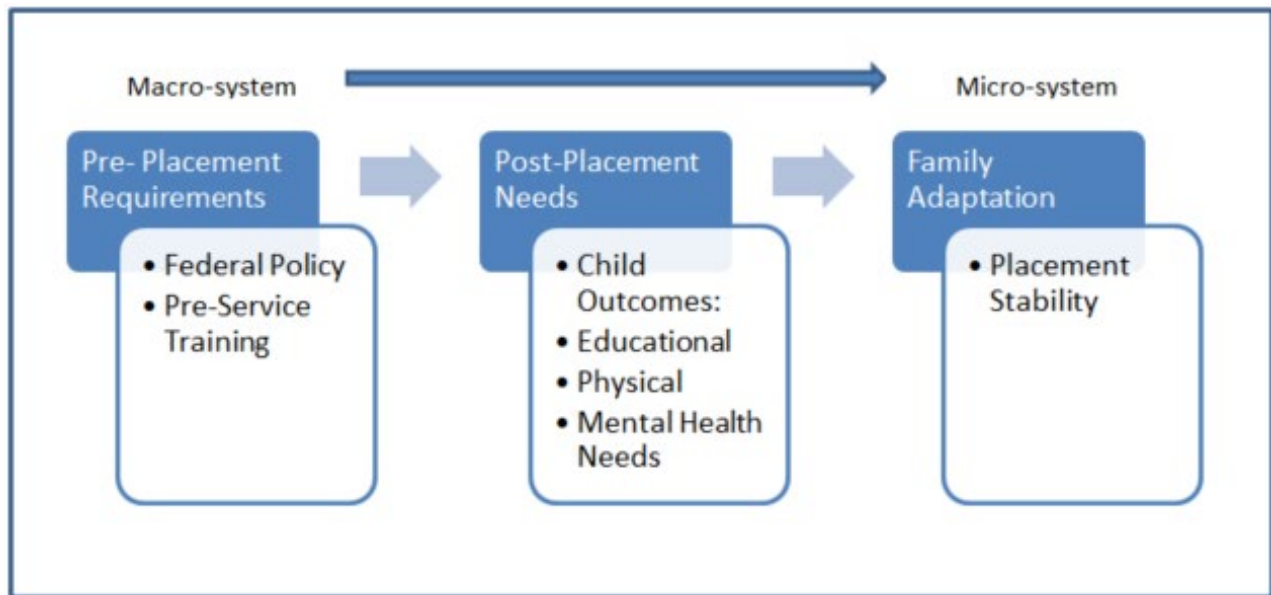 Macro-system
Micro-system
Pre- Placement
Requirements
• Federal Policy
• Pre-Service
Training
Post-Placement
Needs
• Child
Outcomes:
• Educational
• Physical
• Mental Health
Needs
Family
Adaptation
• Placement
Stability